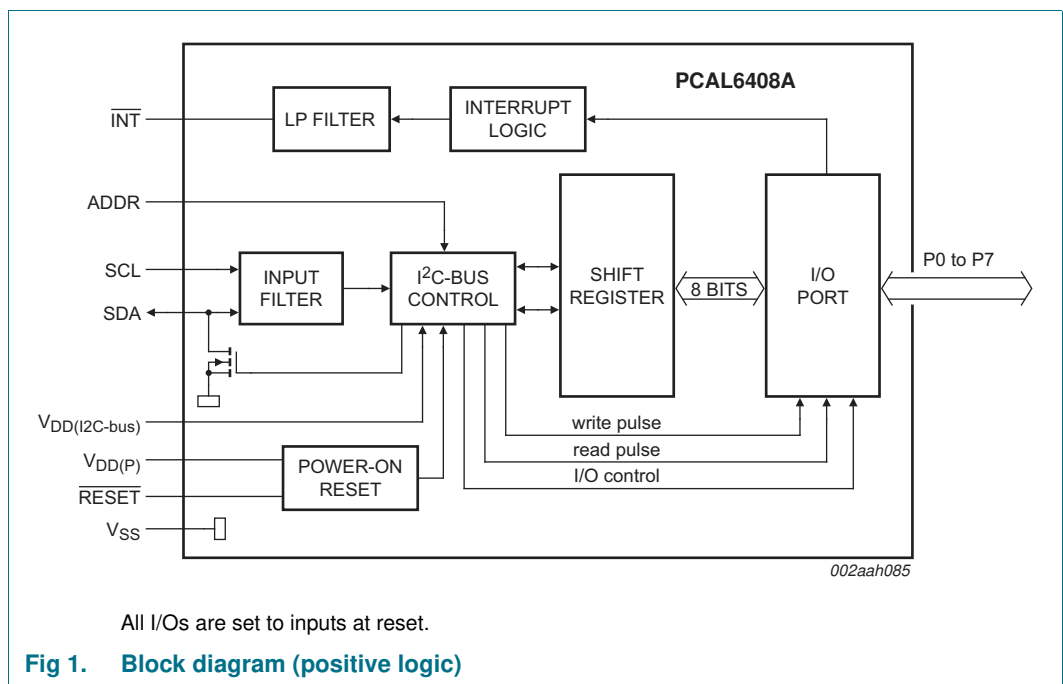 PCAL6408A
INT
LP FILTER
INTERRUPT
LOGIC
ADDR
SCL
SDA
INPUT
FILTER
I2C-BUS
CONTROL
SHIFT
REGISTER
8 BITS
I/O
PORT
P0 to P7
VDD(I2C-bus)
VDD(P)
RESET
VSS
POWER-ON
RESET
write pulse
read pulse
I/O control
002aah085
All I/Os are set to inputs at reset.
Fig 1. Block diagram (positive logic)